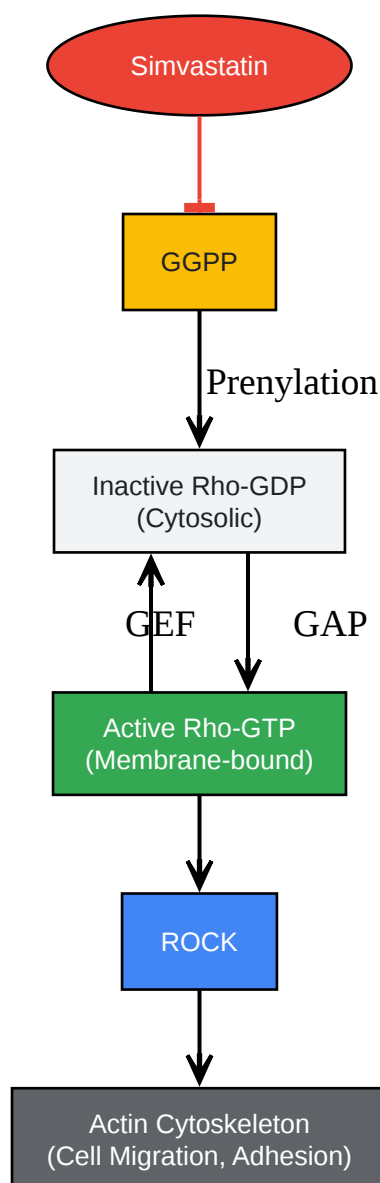 Simvastatin
GGPP
Prenylation
Inactive Rho-GDP
(Cytosolic)
GEF
GAP
Active Rho-GTP
(Membrane-bound)
ROCK
Actin Cytoskeleton
(Cell Migration, Adhesion)